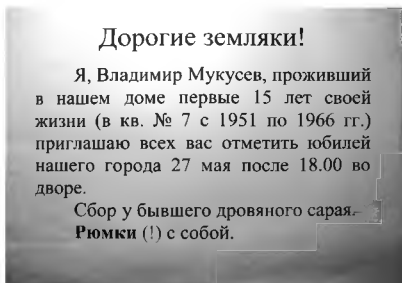 Дорогие земляки!
Я, Владимир Мукусев, проживший
в нашем доме первые 15 лет своей
жизни (в кв. № 7 с 1951 по 1966 гг.)
приглашаю всех вас отметить юбилей
нашего города 27 мая после 18.00 во
дворе.
Сбор у бывшего дровяного сарая.
Рюмки (!) с собой.